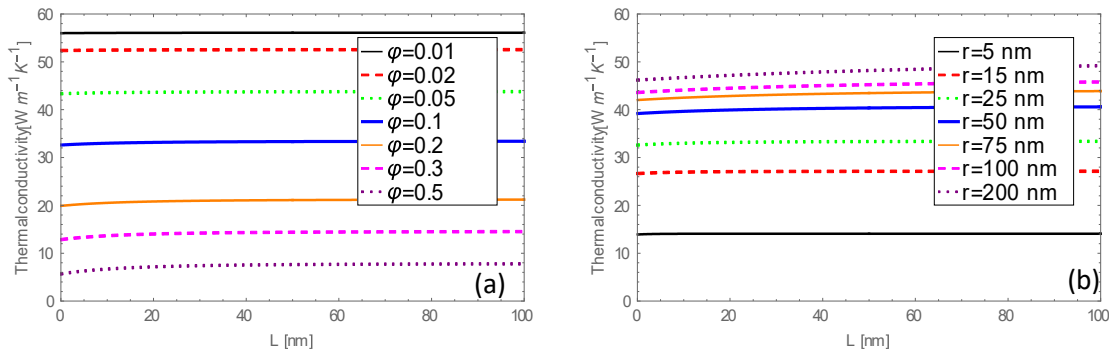 60
50
40
30
20
10
0
Thermalconductivity[W m⁻¹K⁻¹]
φ=0.01
φ=0.02
φ=0.05
φ=0.1
φ=0.2
φ=0.3
φ=0.5
(a)
0 20 40 60 80 100
L [nm]
60
50
40
30
20
10
0
Thermalconductivity[W m⁻¹K⁻¹]
r=5 nm
r=15 nm
r=25 nm
r=50 nm
r=75 nm
r=100 nm
r=200 nm
(b)
0 20 40 60 80 100
L [nm]